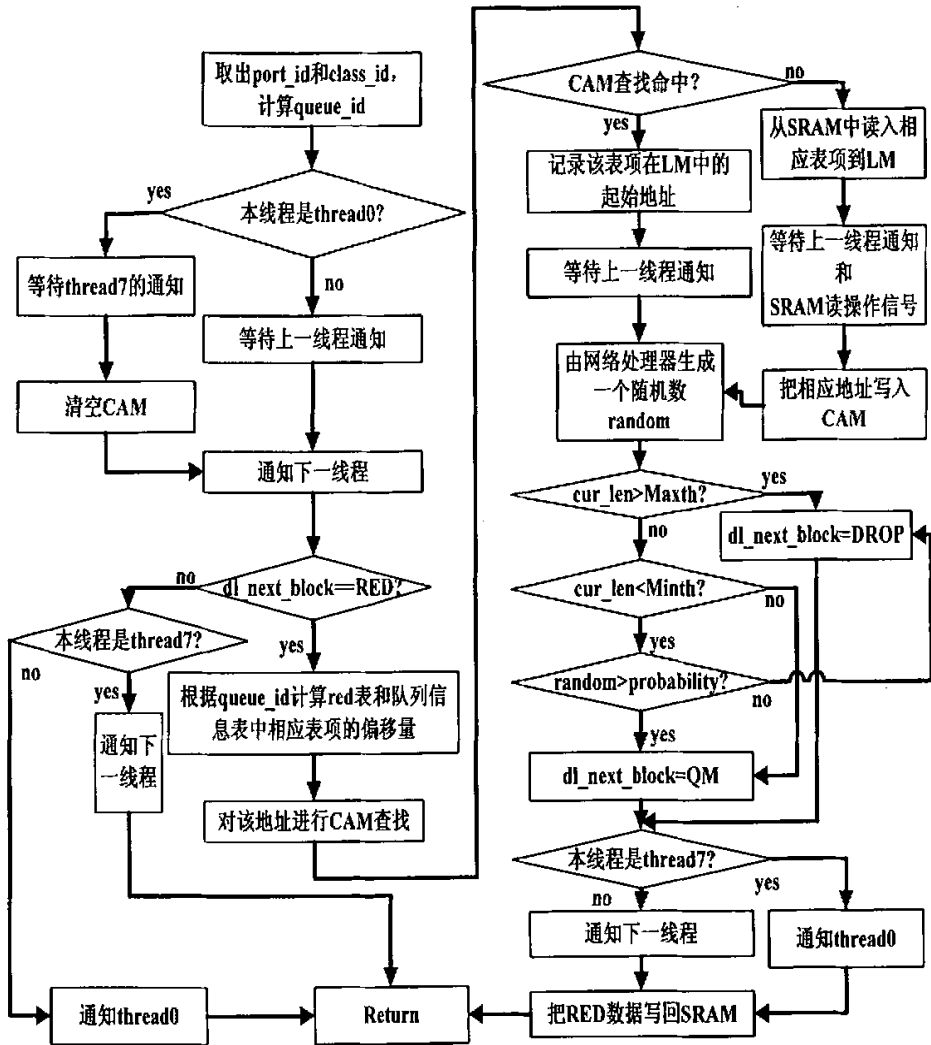 取出port_id和class_id，
计算queue_id
本线程是thread0?
yes
no
等待thread7的通知
等待上一线程通知
清空CAM
通知下一线程
dl_next_block==RED?
no
yes
本线程是thread7?
no
yes
通知下
一线程
根据queue_id计算red表和队列信
息表中相应表项的偏移量
对该地址进行CAM查找
通知thread0
Return
CAM查找命中?
no
yes
从SRAM中读入相
应表项到LM
记录该表项在LM中的
起始地址
等待上一线程通知
和
SRAM读操作信号
等待上一线程通知
由网络处理器生成
一个随机数
random
把相应地址写入
CAM
cur_len>Maxth?
yes
no
dl_next_block=DROP
cur_len<Minth?
no
yes
random>probability?
no
yes
dl_next_block=QM
本线程是thread7?
yes
no
通知下一线程
通知thread0
把RED数据写回SRAM